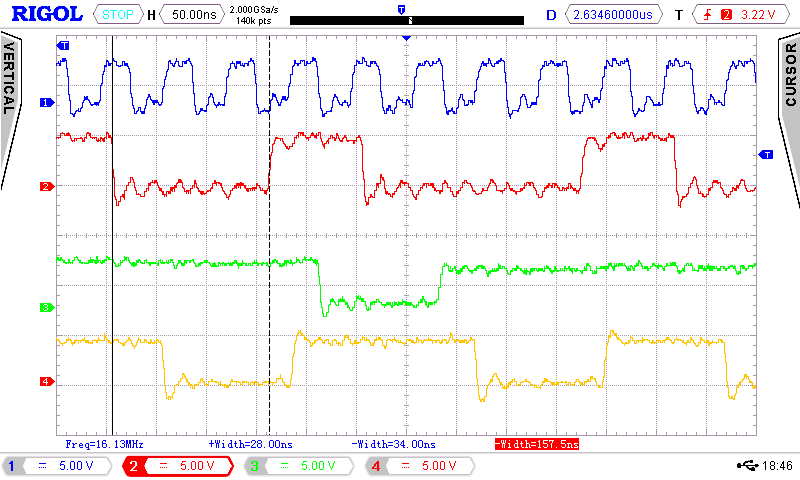 RIGOL STOP H 50.00ns 2.000GSa/s 140k pts D 2.63460000us T 2 3.22 V
T
T
VERTICAL
CURSOR
1
T
2
3
4
Freq=16.13MHz +Width=28.00ns -Width=34.00ns -Width=157.5ns
1 5.00 V 2 5.00 V 3 5.00 V 4 5.00 V 18:46